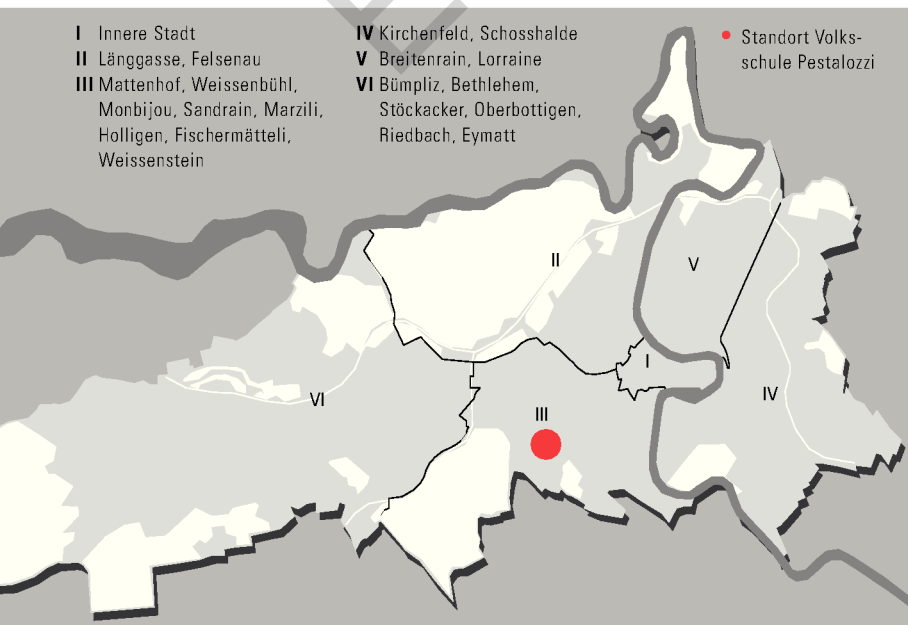 I Innere Stadt
II Länggasse, Felsenau
III Mattenhof, Weissenbühl,
Monbijou, Sandrain, Marzili,
Holligen, Fischermätteli,
Weissenstein
IV Kirchenfeld, Schosshalde
V Breitenrain, Lorraine
VI Bümpliz, Bethlehem,
Stöckacker, Oberbottigen,
Riedbach, Eymatt
Standort Volks-
schule Pestalozzi
II
V
I
VI
IV
III